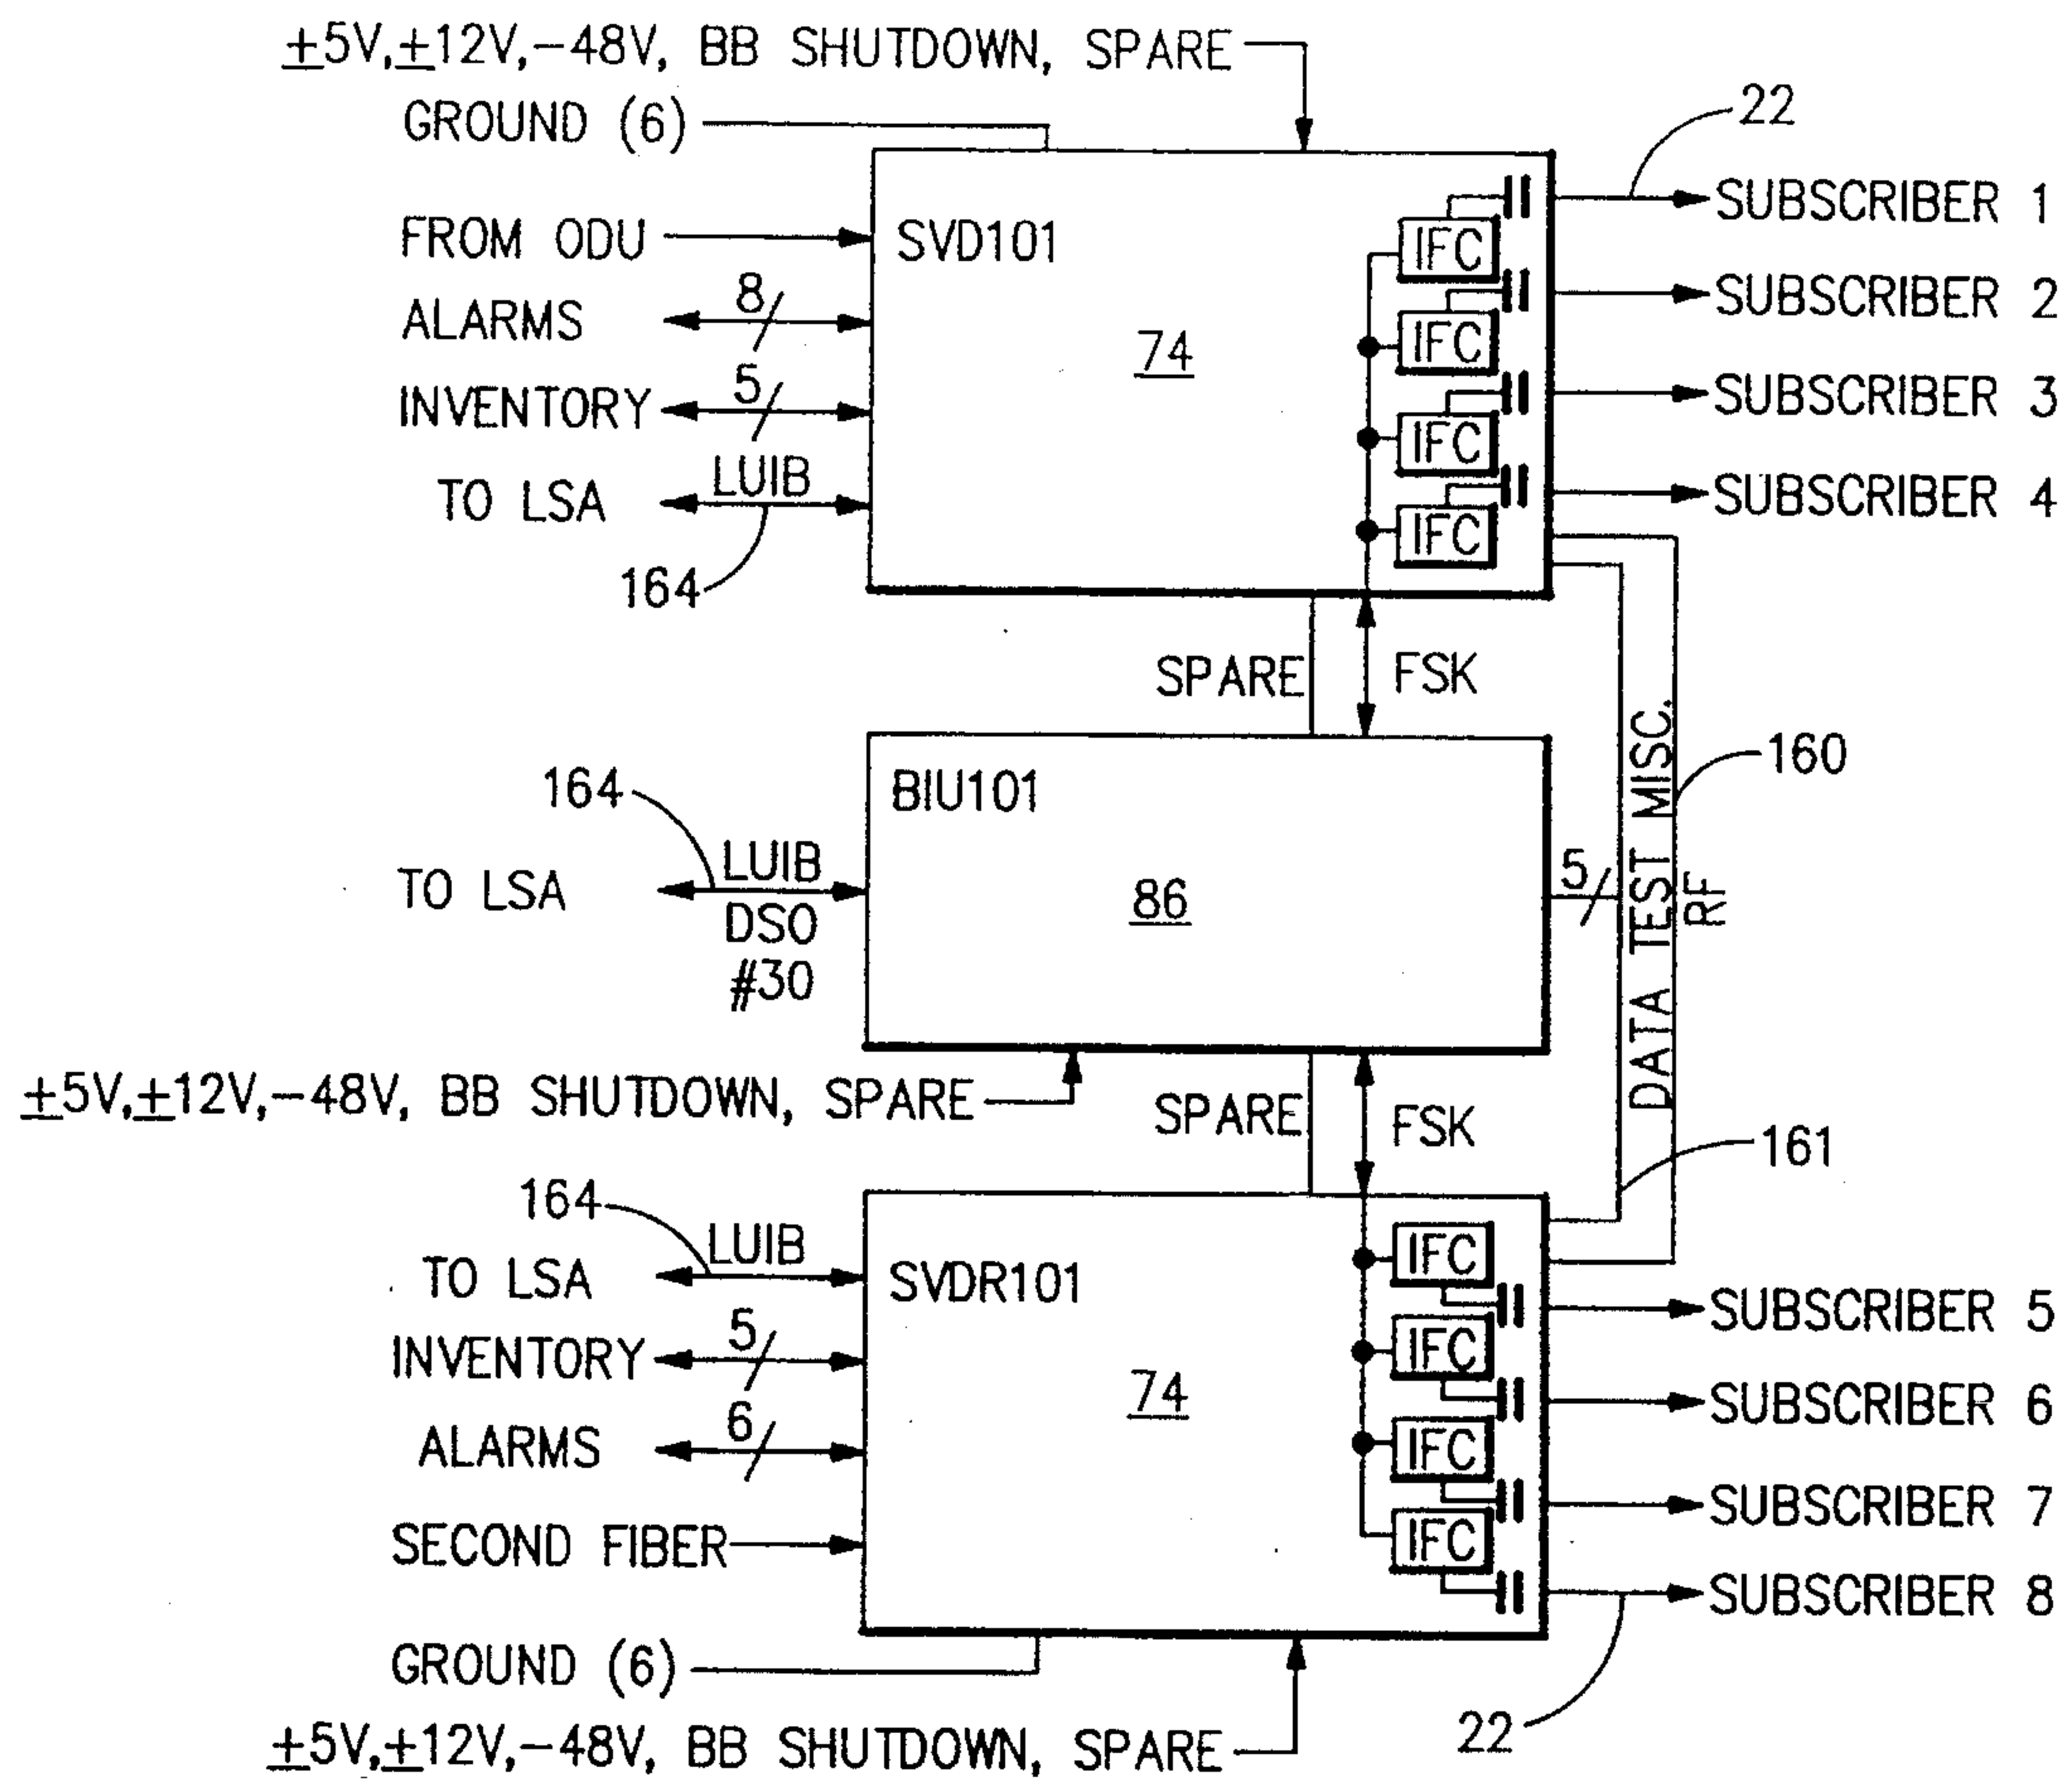 ±5V,±12V,-48V, BB SHUTDOWN, SPARE
GROUND (6)
22
FROM ODU
SVD101
IFC
SUBSCRIBER 1
ALARMS
8
74
IFC
SUBSCRIBER 2
INVENTORY
5
IFC
SUBSCRIBER 3
TO LSA
LUIB
IFC
SUBSCRIBER 4
164
SPARE
FSK
DATA TEST MISC.
RF
160
164
BIU101
TO LSA
LUIB
DSO
#30
86
5
±5V,±12V,-48V, BB SHUTDOWN, SPARE
SPARE
FSK
161
164
TO LSA
LUIB
SVDR101
IFC
SUBSCRIBER 5
INVENTORY
5
74
IFC
SUBSCRIBER 6
ALARMS
6
IFC
SUBSCRIBER 7
SECOND FIBER
IFC
SUBSCRIBER 8
GROUND (6)
22
±5V,±12V,-48V, BB SHUTDOWN, SPARE